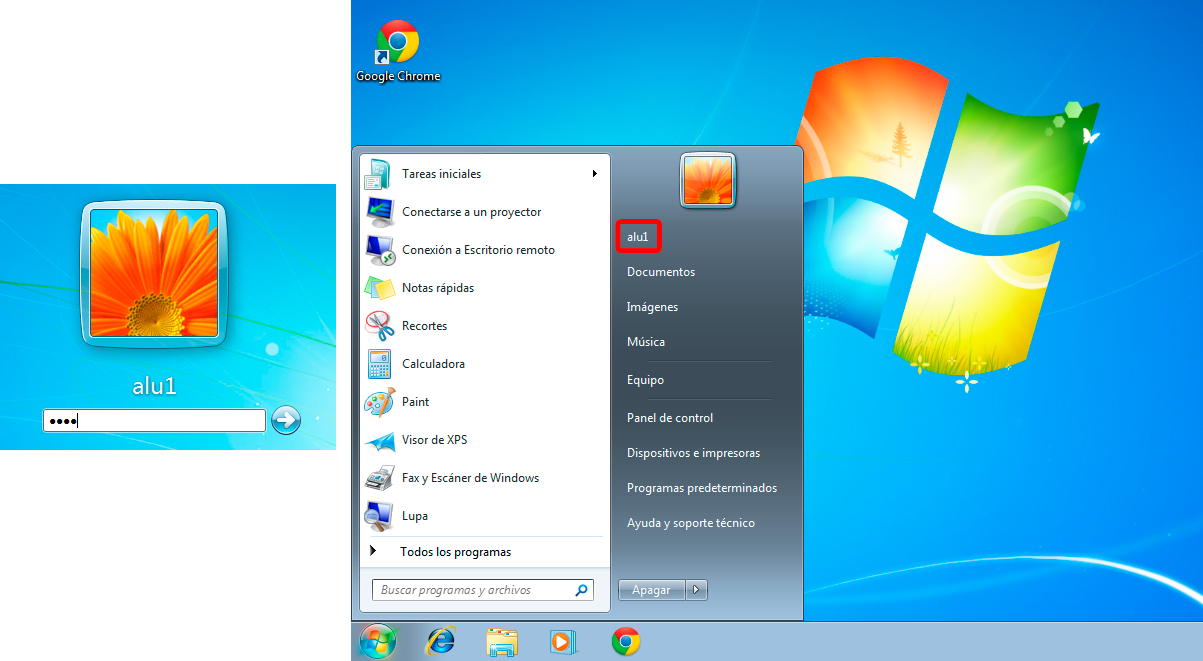 alu1
••••
Google Chrome
Tareas iniciales
Conectarse a un proyector
Conexión a Escritorio remoto
Notas rápidas
Recortes
Calculadora
Paint
Visor de XPS
Fax y Escáner de Windows
Lupa
Todos los programas
Buscar programas y archivos
alu1
Documentos
Imágenes
Música
Equipo
Panel de control
Dispositivos e impresoras
Programas predeterminados
Ayuda y soporte técnico
Apagar